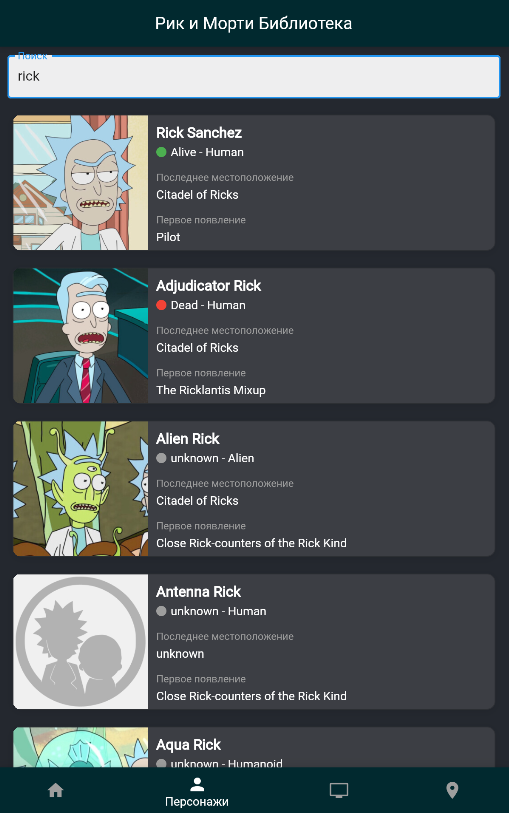 Рик и Морти Библиотека
Поиск
rick
Rick Sanchez
Alive - Human
Последнее местоположение
Citadel of Ricks
Первое появление
Pilot
Adjudicator Rick
Dead - Human
Последнее местоположение
Citadel of Ricks
Первое появление
The Ricklantis Mixup
Alien Rick
unknown - Alien
Последнее местоположение
Citadel of Ricks
Первое появление
Close Rick-counters of the Rick Kind
Antenna Rick
unknown - Human
Последнее местоположение
unknown
Первое появление
Close Rick-counters of the Rick Kind
Aqua Rick
unknown - Humanoid
Персонажи